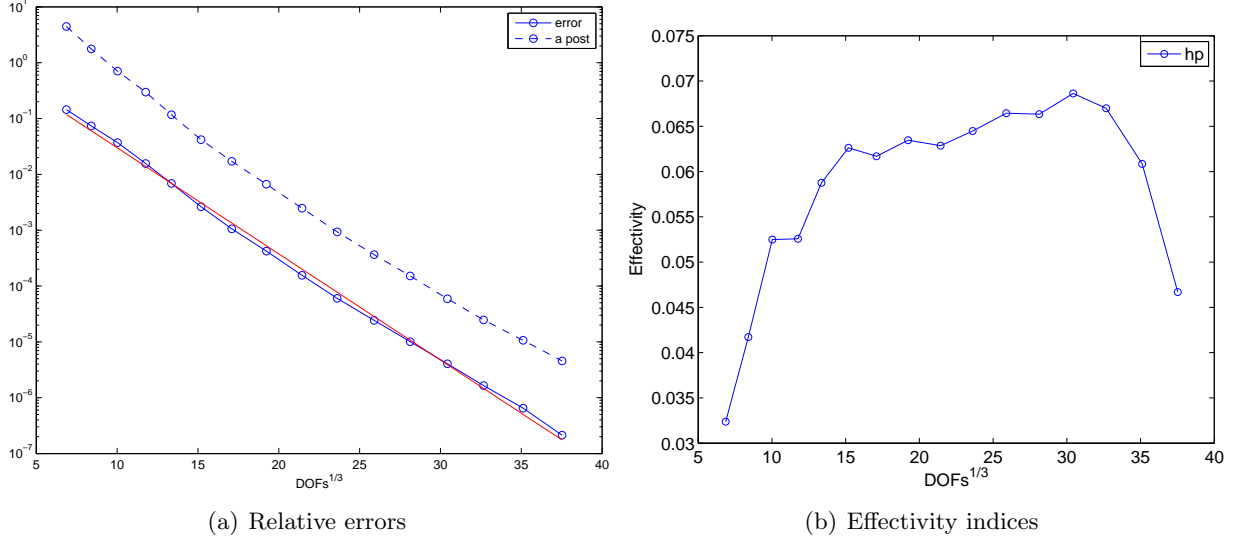 10^1
10^0
10^−1
10^−2
10^−3
10^−4
10^−5
10^−6
10^−7
5 10 15 20 25 30 35 40
DOFs^1/3
error
a post
(a) Relative errors
0.075
0.07
0.065
0.06
0.055
0.05
0.045
0.04
0.035
0.03
Effectivity
5 10 15 20 25 30 35 40
DOFs^1/3
hp
(b) Effectivity indices